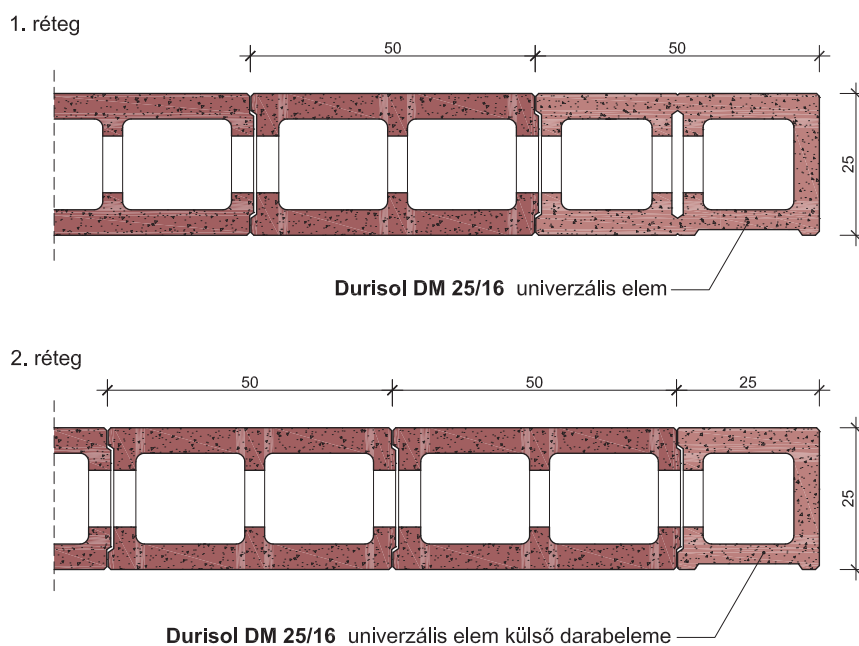 1. réteg
50 50
25
Durisol DM 25/16 univerzális elem
2. réteg
50 50 25
25
Durisol DM 25/16 univerzális elem külső darabeleme